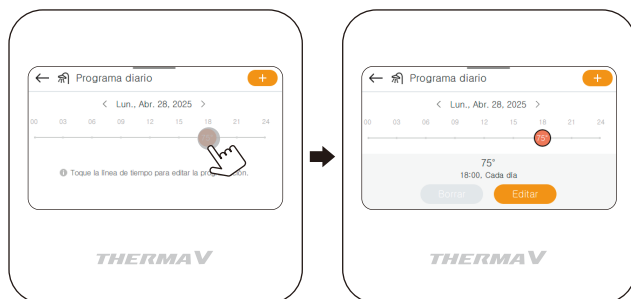 Programa diario
+
< Lun., Abr. 28, 2025 >
00 03 06 09 12 15 18 21 24
Toque la línea de tiempo para editar la programación.
THERMAV
Programa diario
+
< Lun., Abr. 28, 2025 >
00 03 06 09 12 15 18 21 24
75°
75°
18:00, Cada día
Borrar Editar
THERMAV